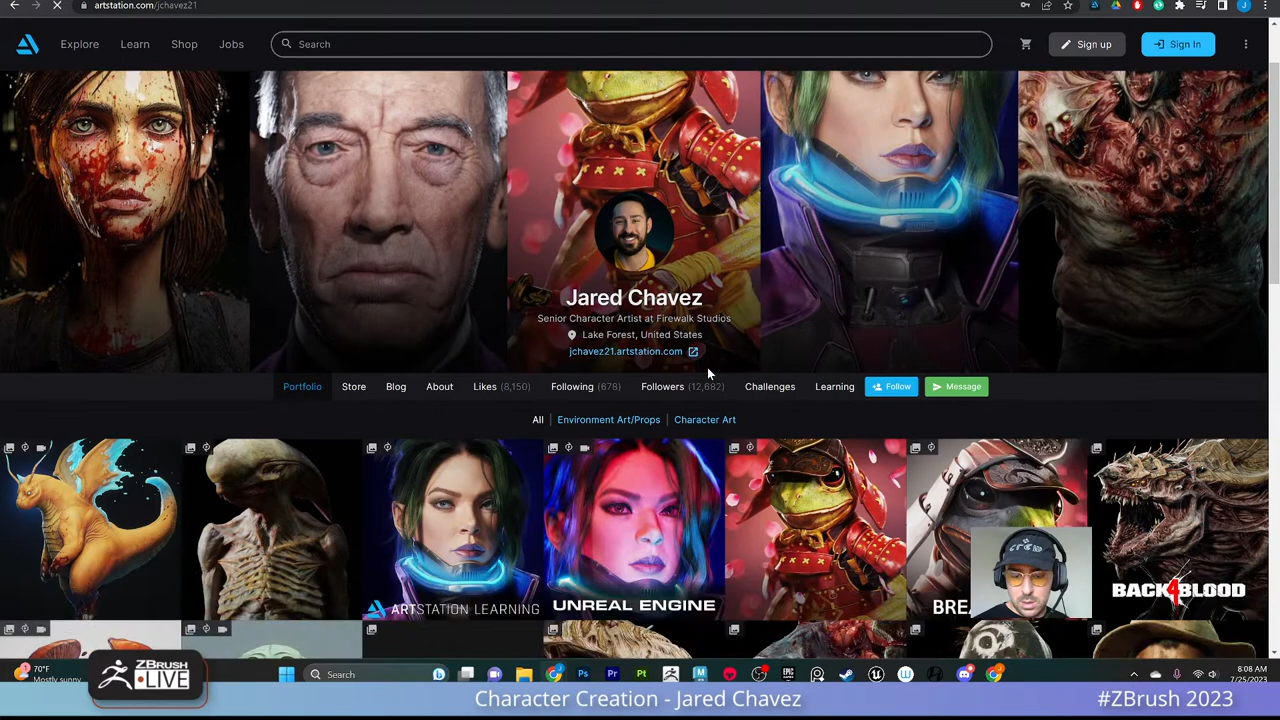 artstation.com/jchavez21
Explore Learn Shop Jobs Search Sign up Sign In
Jared Chavez
Senior Character Artist at Firewalk Studios
Lake Forest, United States
jchavez21.artstation.com
Portfolio Store Blog About Likes (8,150) Following (678) Followers (12,682) Challenges Learning Follow Message
All Environment Art/Props Character Art
ARTSTATION LEARNING
UNREAL ENGINE
BREA
BACK4BLOOD
CREW
70°F
Mostly sunny
Search
8:08 AM
7/25/2023
ZBRUSH
LIVE
Character Creation - Jared Chavez
#ZBrush 2023